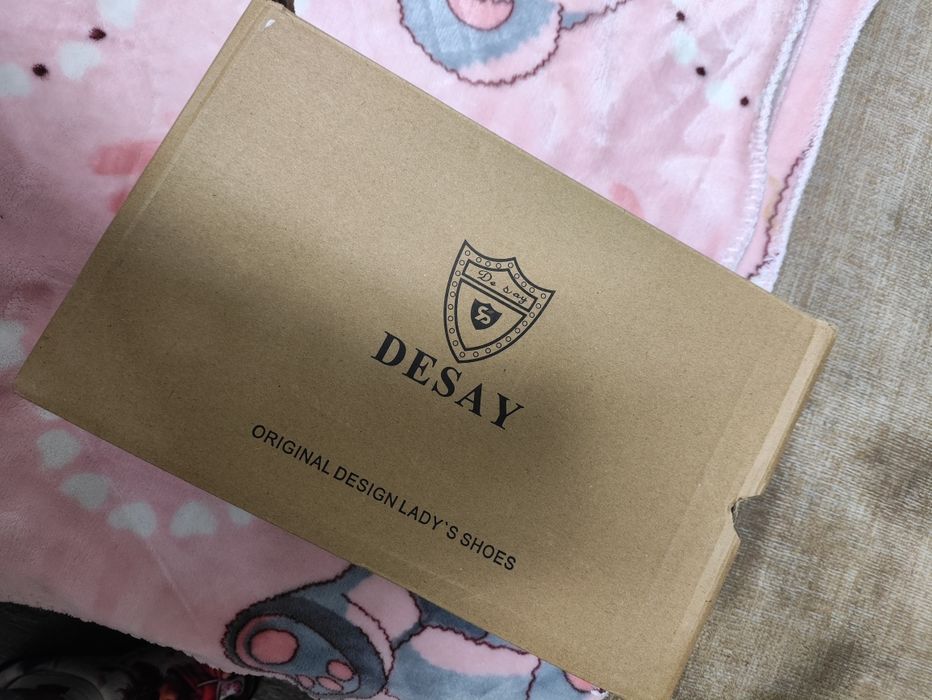 De say
DESAY
ORIGINAL DESIGN LADY`S SHOES